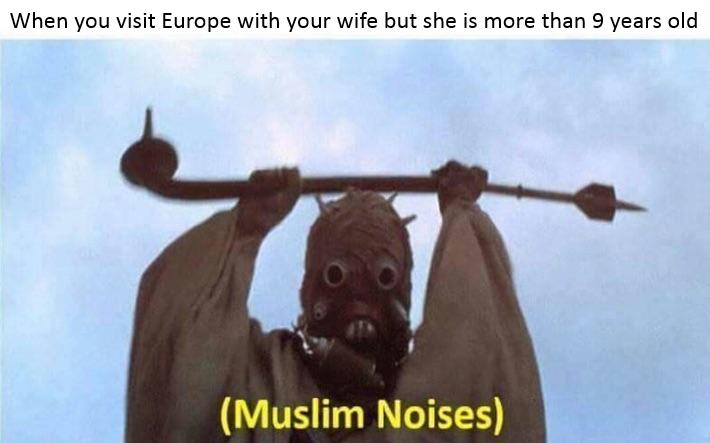 When you visit Europe with your wife but she is more than 9 years old
(Muslim Noises)